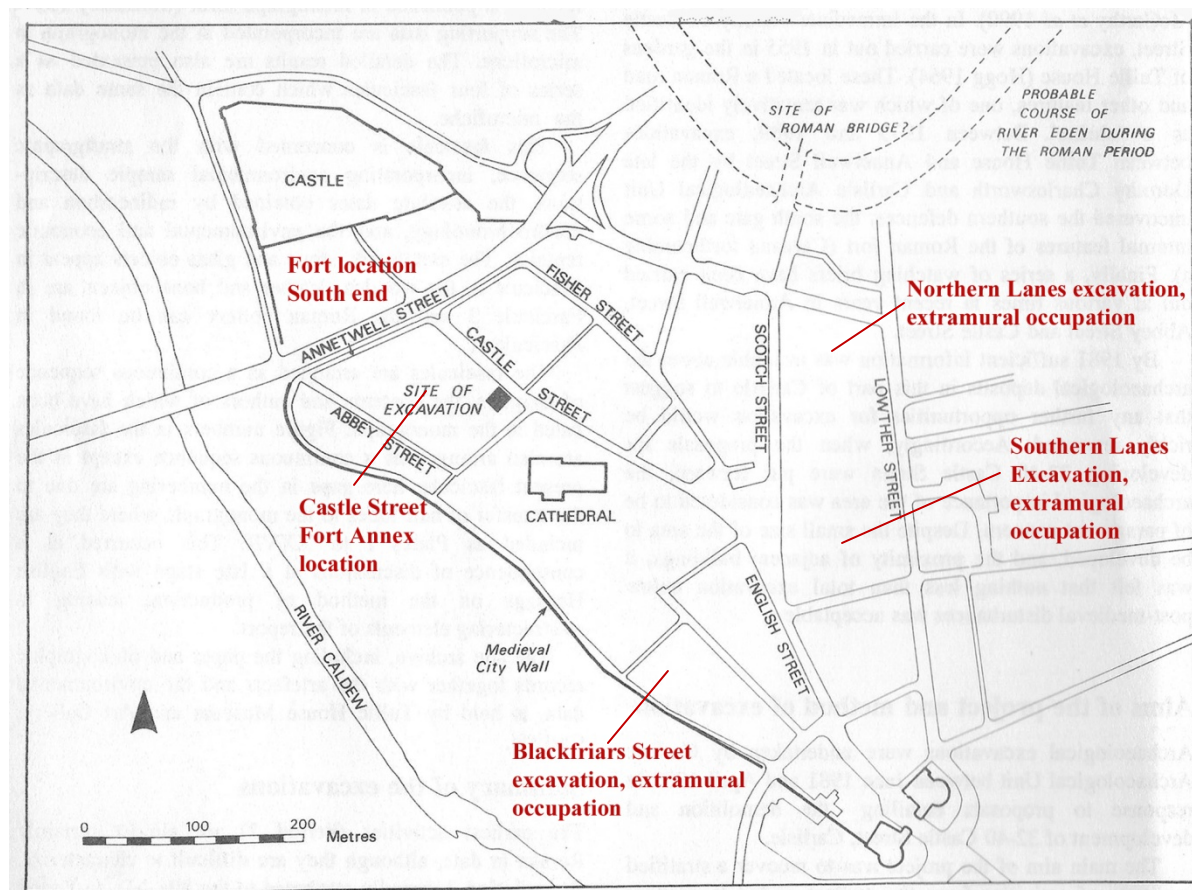 SITE OF
ROMAN BRIDGE?
PROBABLE
COURSE OF
RIVER EDEN DURING
THE ROMAN PERIOD
CASTLE
Fort location
South end
ANNETWELL STREET
FISHER STREET
Northern Lanes excavation,
extramural occupation
CASTLE STREET
SCOTCH STREET
LOWTHER STREET
SITE OF
EXCAVATION
ABBEY STREET
Southern Lanes
Excavation,
extramural
occupation
Castle Street
Fort Annex
location
CATHEDRAL
ENGLISH STREET
RIVER CALDEW
Medieval
City Wall
Blackfriars Street
excavation, extramural
occupation
100 200
Metres